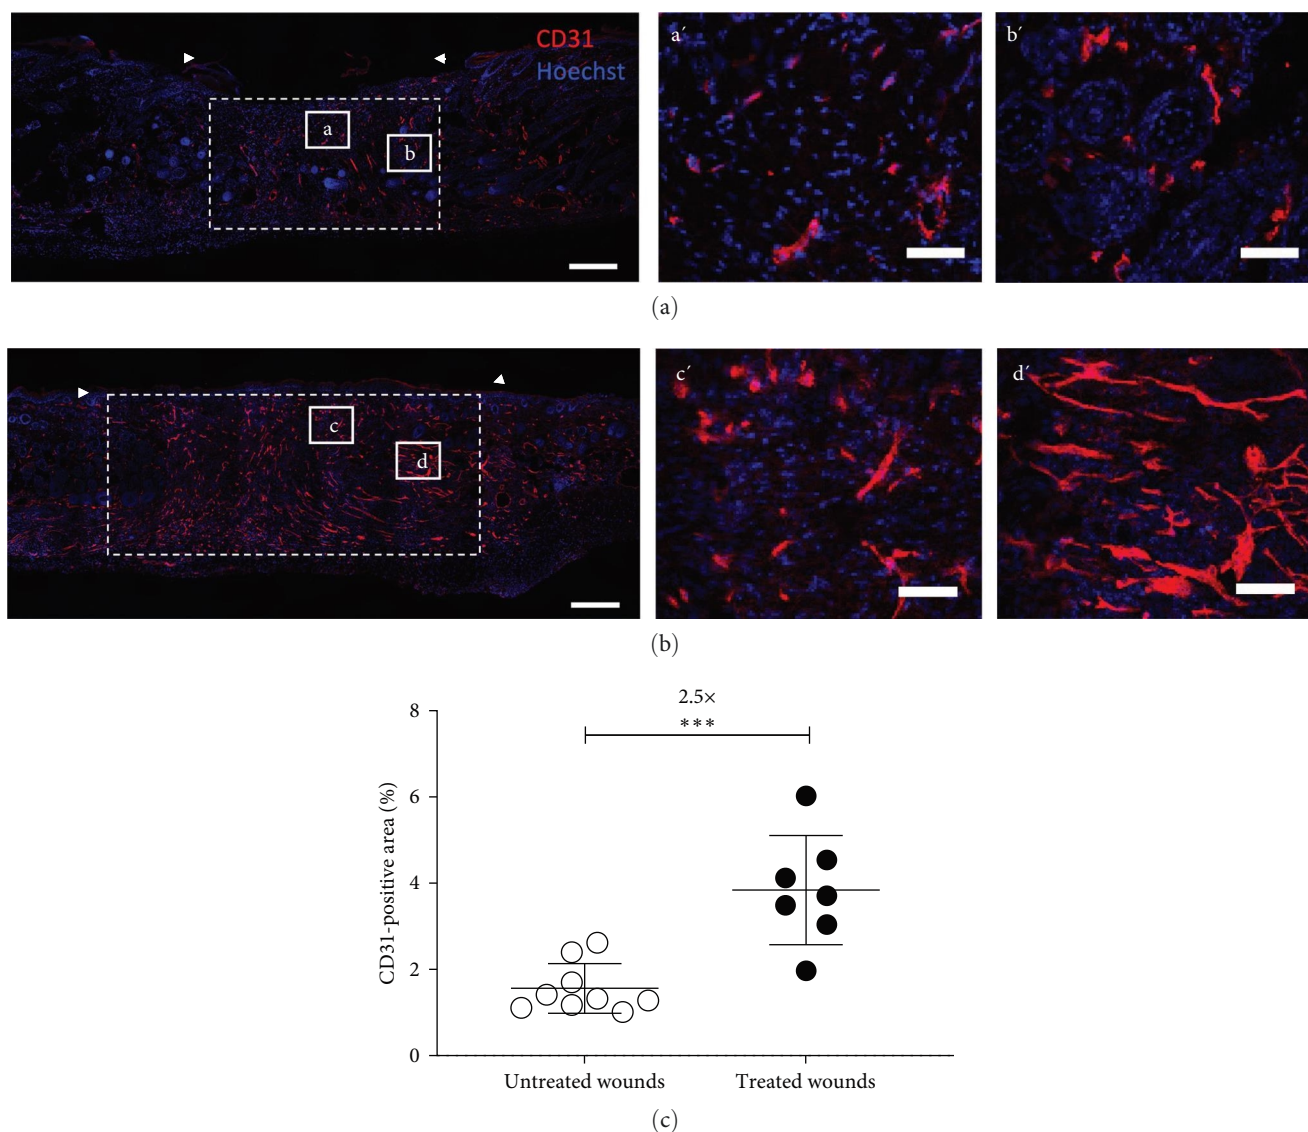 CD31
Hoechst
a
b
a´
b´
(a)
c
d
c´
d´
(b)
2.5×
***
8
6
4
2
0
CD31-positive area (%)
Untreated wounds
Treated wounds
(c)